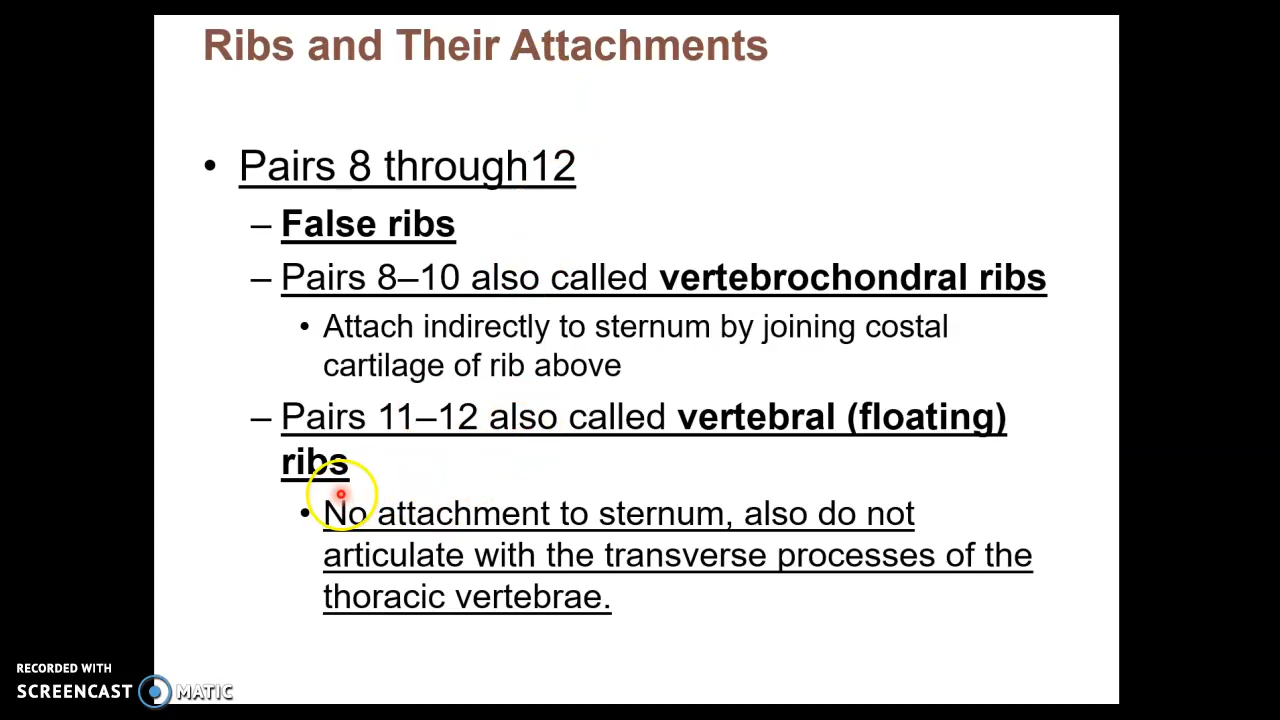 Ribs and Their Attachments
• Pairs 8 through12
– False ribs
– Pairs 8–10 also called vertebrochondral ribs
• Attach indirectly to sternum by joining costal
cartilage of rib above
– Pairs 11–12 also called vertebral (floating)
ribs
• No attachment to sternum, also do not
articulate with the transverse processes of the
thoracic vertebrae.
RECORDED WITH
SCREENCAST MATIC